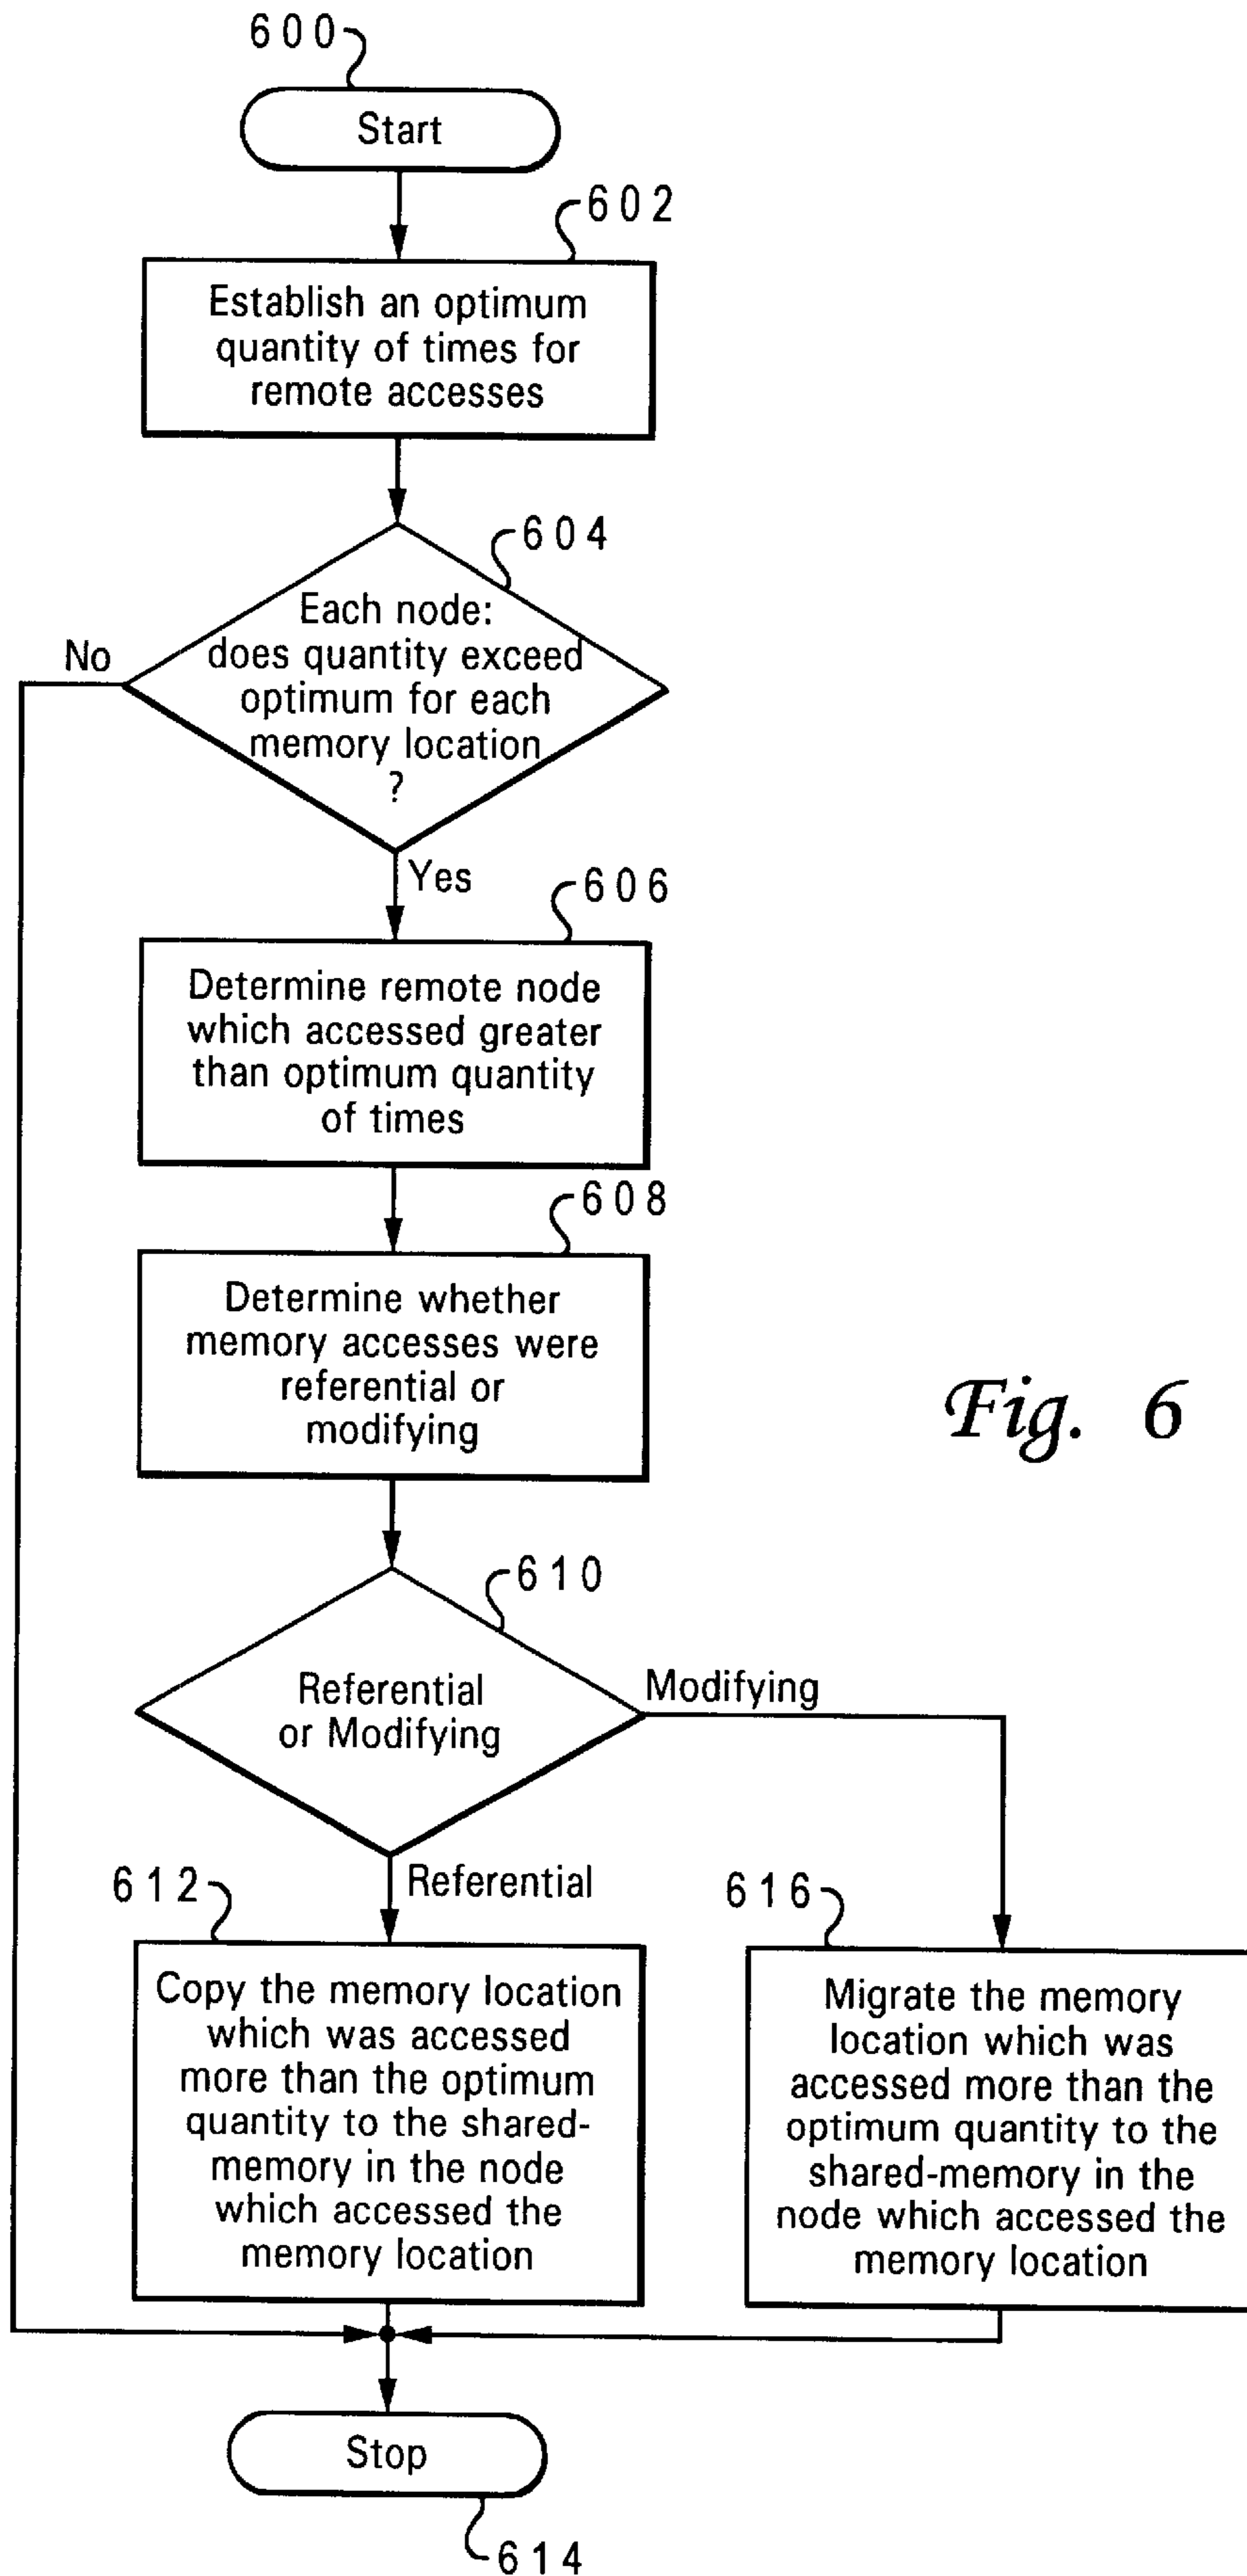 600
Start
602
Establish an optimum
quantity of times for
remote accesses
604
Each node:
does quantity exceed
optimum for each
memory location
?
No
Yes
606
Determine remote node
which accessed greater
than optimum quantity
of times
608
Determine whether
memory accesses were
referential or
modifying
Fig. 6
610
Referential
or Modifying
Modifying
Referential
612
Copy the memory location
which was accessed
more than the optimum
quantity to the shared-
memory in the node
which accessed the
memory location
616
Migrate the memory
location which was
accessed more than the
optimum quantity to the
shared-memory in the
node which accessed the
memory location
Stop
614